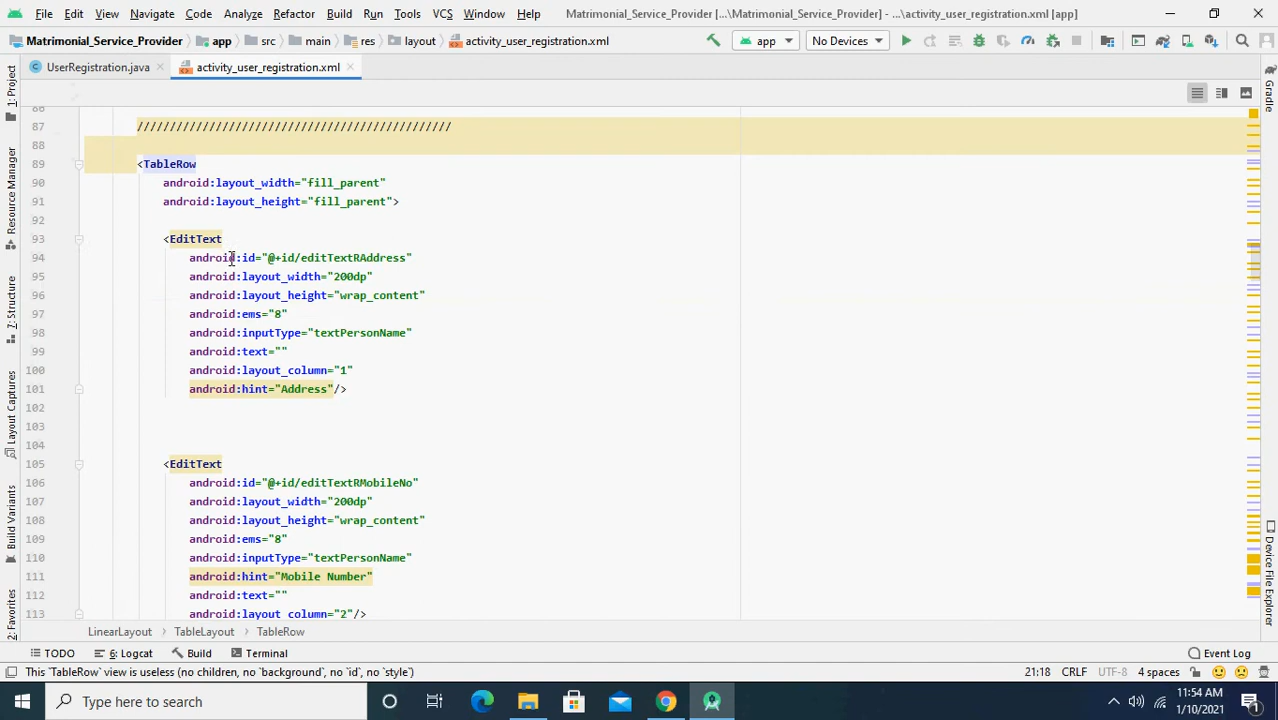 File Edit View Navigate Code Analyze Refactor Build Run Tools VCS Window Help Matrimonial_Service_Provider [...\Matrimonial_Service_Provider] - ...\activity_user_registration.xml [app]
Matrimonial_Service_Provider app src main res layout activity_user_registration.xml app No Devices
UserRegistration.java activity_user_registration.xml
1: Project
Resource Manager
7: Structure
Layout Captures
Build Variants
2: Favorites
86
87 ////////////////////////////////////////////////
88
89 <TableRow
90 android:layout_width="fill_parent"
91 android:layout_height="fill_parent">
92
93 <EditText
94 android:id="@+id/editTextRAddress"
95 android:layout_width="200dp"
96 android:layout_height="wrap_content"
97 android:ems="8"
98 android:inputType="textPersonName"
99 android:text=""
100 android:layout_column="1"
101 android:hint="Address"/>
102
103
104
105 <EditText
106 android:id="@+id/editTextRMobileNo"
107 android:layout_width="200dp"
108 android:layout_height="wrap_content"
109 android:ems="8"
110 android:inputType="textPersonName"
111 android:hint="Mobile Number"
112 android:text=""
113 android:layout_column="2"/>
Gradle
Device File Explorer
LinearLayout TableLayout TableRow
TODO 6: Logcat Build Terminal Event Log
This `TableRow` view is useless (no children, no `background`, no `id`, no `style`) 21:18 CRLF UTF-8 4 spaces
Type here to search
11:54 AM
1/10/2021
1